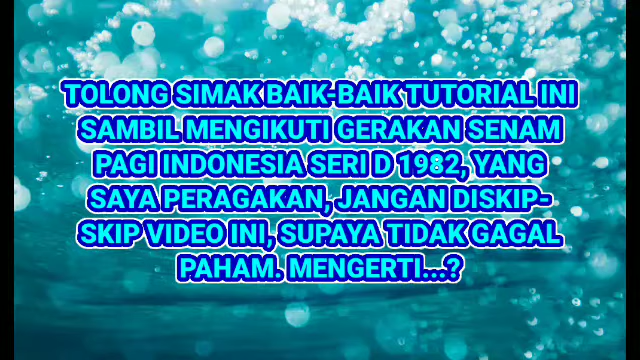 TOLONG SIMAK BAIK-BAIK TUTORIAL INI
SAMBIL MENGIKUTI GERAKAN SENAM
PAGI INDONESIA SERI D 1982, YANG
SAYA PERAGAKAN, JANGAN DISKIP-
SKIP VIDEO INI, SUPAYA TIDAK GAGAL
PAHAM. MENGERTI...?